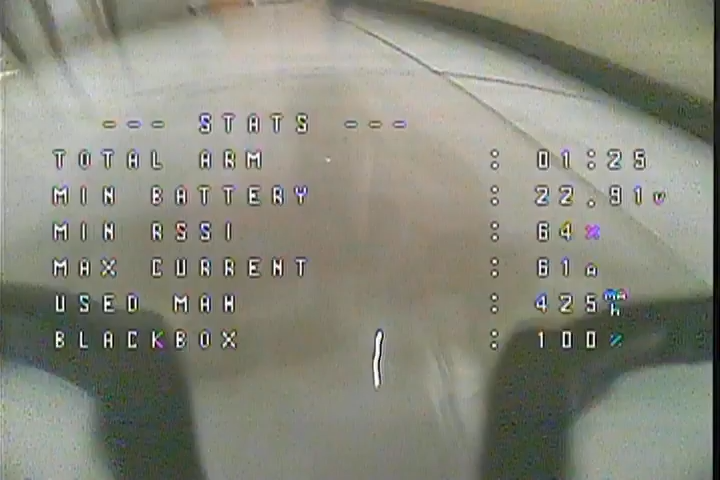 --- STATS ---
TOTAL ARM : 01:25
MIN BATTERY : 22.91V
MIN RSSI : 64%
MAX CURRENT : 61A
USED MAH : 425mAh
BLACKBOX : 100%